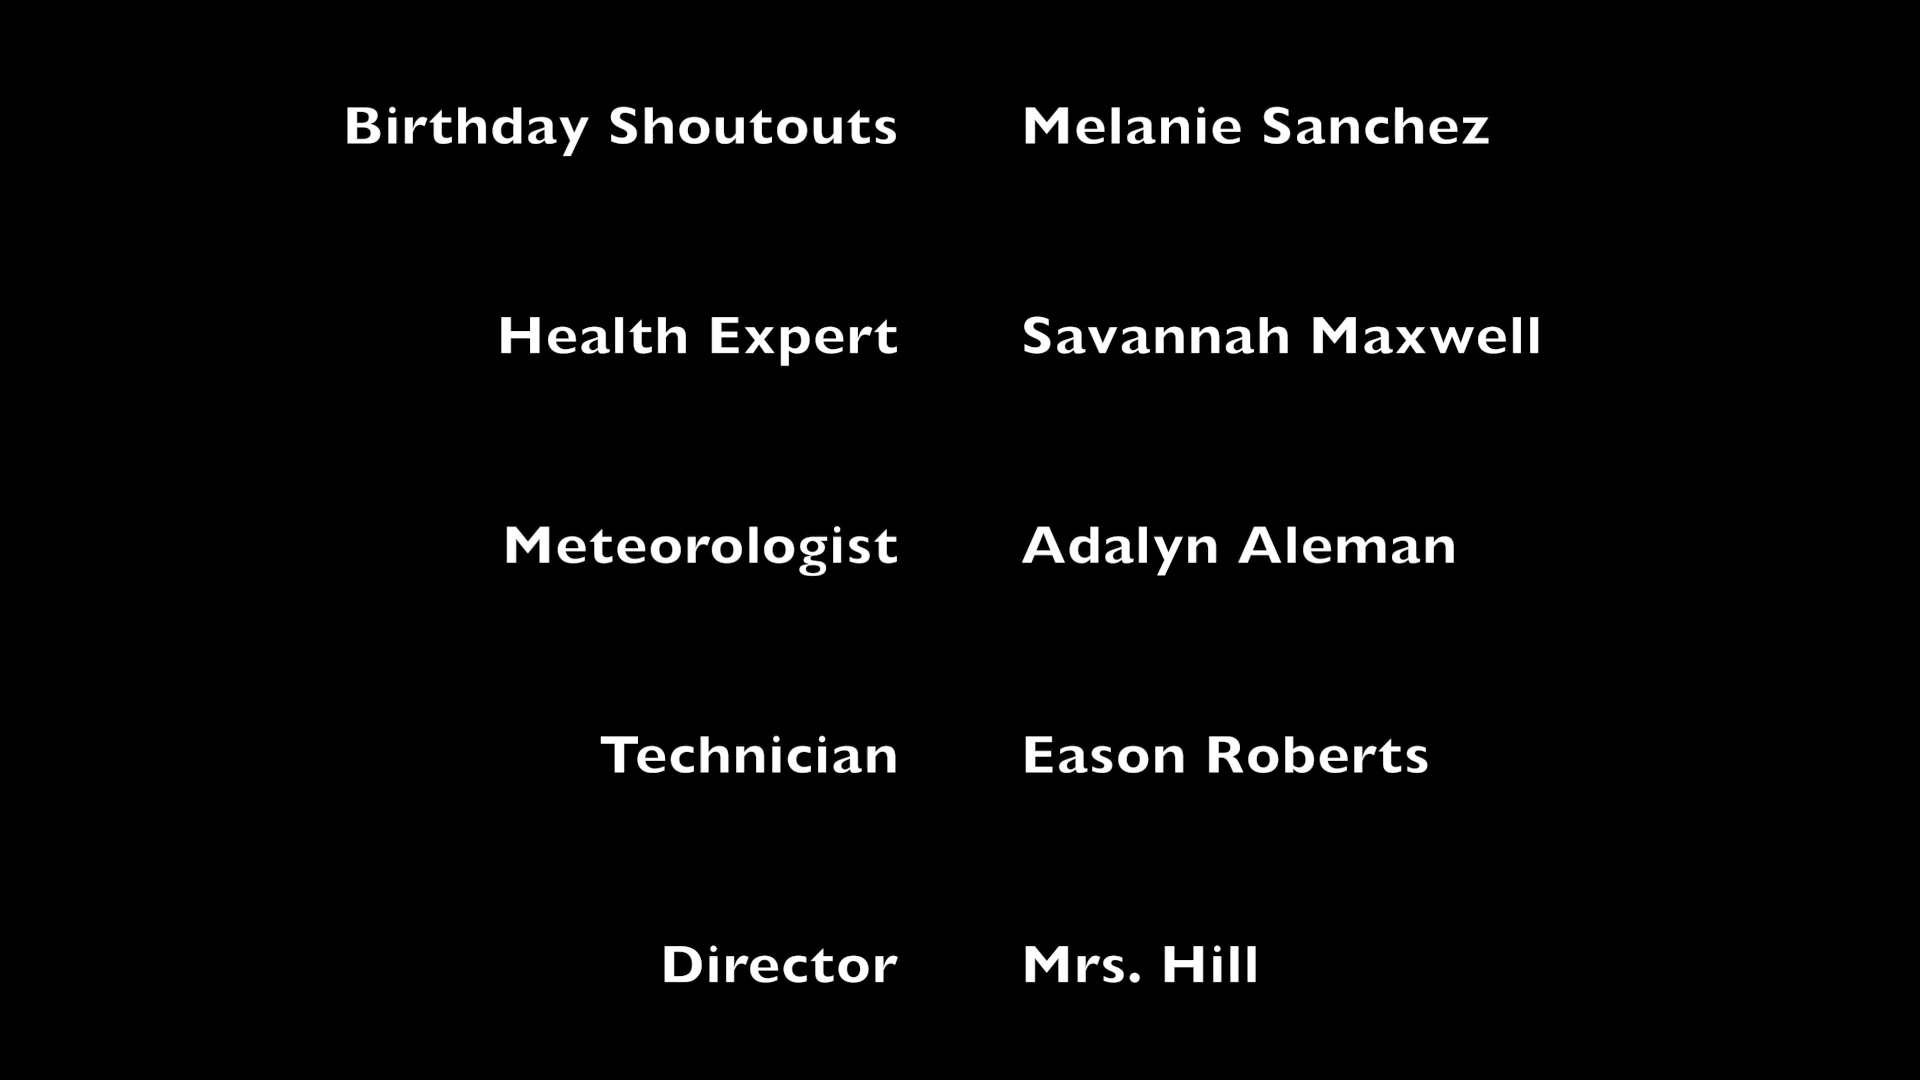 Birthday Shoutouts Melanie Sanchez
Health Expert Savannah Maxwell
Meteorologist Adalyn Aleman
Technician Eason Roberts
Director Mrs. Hill